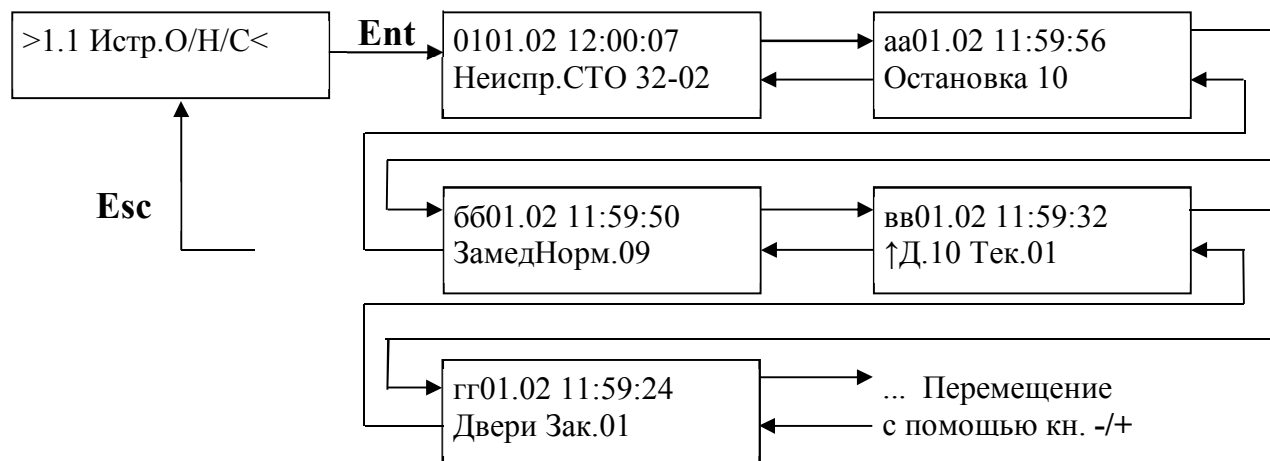 >1.1 Истр.О/Н/С<
Ent
0101.02 12:00:07
Неиспр.СТО 32-02
аа01.02 11:59:56
Остановка 10
Esc
бб01.02 11:59:50
ЗамедНорм.09
вв01.02 11:59:32
↑Д.10 Тек.01
гг01.02 11:59:24
Двери Зак.01
... Перемещение
с помощью кн. -/+